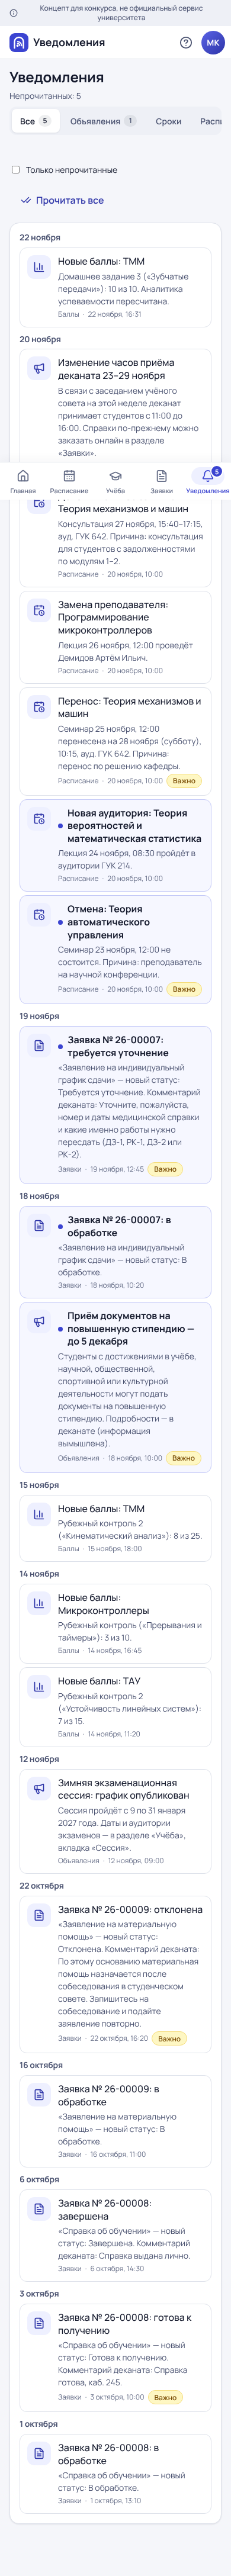 Концепт для конкурса, не официальный сервис
университета
Уведомления
МК
Уведомления
Непрочитанных: 5
Все 5 Объявления 1 Сроки
Только непрочитанные
Прочитать все
22 ноября
Новые баллы: ТММ
Домашнее задание 3 («Зубчатые
передачи»): 10 из 10. Аналитика
успеваемости пересчитана.
Баллы · 22 ноября, 16:31
20 ноября
Изменение часов приёма
деканата 23–29 ноября
В связи с заседанием учёного
совета на этой неделе деканат
принимает студентов с 11:00 до
16:00. Справки по-прежнему можно
заказать онлайн в разделе
«Заявки».
Главная Расписание Учёба Заявки Уведомления 5
Теория механизмов и машин
Консультация 27 ноября, 15:40–17:15,
ауд. ГУК 642. Причина: консультация
для студентов с задолженностями
по модулям 1–2.
Расписание · 20 ноября, 10:00
Замена преподавателя:
Программирование
микроконтроллеров
Лекция 26 ноября, 12:00 проведёт
Демидов Артём Ильич.
Расписание · 20 ноября, 10:00
Перенос: Теория механизмов и
машин
Семинар 25 ноября, 12:00
перенесена на 28 ноября (субботу),
10:15, ауд. ГУК 642. Причина:
перенос по решению кафедры.
Расписание · 20 ноября, 10:00 Важно
Новая аудитория: Теория
вероятностей и
математическая статистика
Лекция 24 ноября, 08:30 пройдёт в
аудитории ГУК 214.
Расписание · 20 ноября, 10:00
Отмена: Теория
автоматического
управления
Семинар 23 ноября, 12:00 не
состоится. Причина: преподаватель
на научной конференции.
Расписание · 20 ноября, 10:00 Важно
19 ноября
Заявка № 26-00007:
требуется уточнение
«Заявление на индивидуальный
график сдачи» — новый статус:
Требуется уточнение. Комментарий
деканата: Уточните, пожалуйста,
номер и даты медицинской справки
и какие именно работы нужно
пересдать (ДЗ-1, РК-1, ДЗ-2 или
РК-2).
Заявки · 19 ноября, 12:45 Важно
18 ноября
Заявка № 26-00007: в
обработке
«Заявление на индивидуальный
график сдачи» — новый статус: В
обработке.
Заявки · 18 ноября, 10:20
Приём документов на
повышенную стипендию —
до 5 декабря
Студенты с достижениями в учёбе,
научной, общественной,
спортивной или культурной
деятельности могут подать
документы на повышенную
стипендию. Подробности — в
деканате (информация
вымышлена).
Объявления · 18 ноября, 10:00 Важно
15 ноября
Новые баллы: ТММ
Рубежный контроль 2
(«Кинематический анализ»): 8 из 25.
Баллы · 15 ноября, 18:00
14 ноября
Новые баллы:
Микроконтроллеры
Рубежный контроль («Прерывания и
таймеры»): 3 из 10.
Баллы · 14 ноября, 16:45
Новые баллы: ТАУ
Рубежный контроль 2
(«Устойчивость линейных систем»):
7 из 15.
Баллы · 14 ноября, 11:20
12 ноября
Зимняя экзаменационная
сессия: график опубликован
Сессия пройдёт с 9 по 31 января
2027 года. Даты и аудитории
экзаменов — в разделе «Учёба»,
вкладка «Сессия».
Объявления · 12 ноября, 09:00
22 октября
Заявка № 26-00009: отклонена
«Заявление на материальную
помощь» — новый статус:
Отклонена. Комментарий деканата:
По этому основанию материальная
помощь назначается после
собеседования в студенческом
совете. Запишитесь на
собеседование и подайте
заявление повторно.
Заявки · 22 октября, 16:20 Важно
16 октября
Заявка № 26-00009: в
обработке
«Заявление на материальную
помощь» — новый статус: В
обработке.
Заявки · 16 октября, 11:00
6 октября
Заявка № 26-00008:
завершена
«Справка об обучении» — новый
статус: Завершена. Комментарий
деканата: Справка выдана лично.
Заявки · 6 октября, 14:30
3 октября
Заявка № 26-00008: готова к
получению
«Справка об обучении» — новый
статус: Готова к получению.
Комментарий деканата: Справка
готова, каб. 245.
Заявки · 3 октября, 10:00 Важно
1 октября
Заявка № 26-00008: в
обработке
«Справка об обучении» — новый
статус: В обработке.
Заявки · 1 октября, 13:10